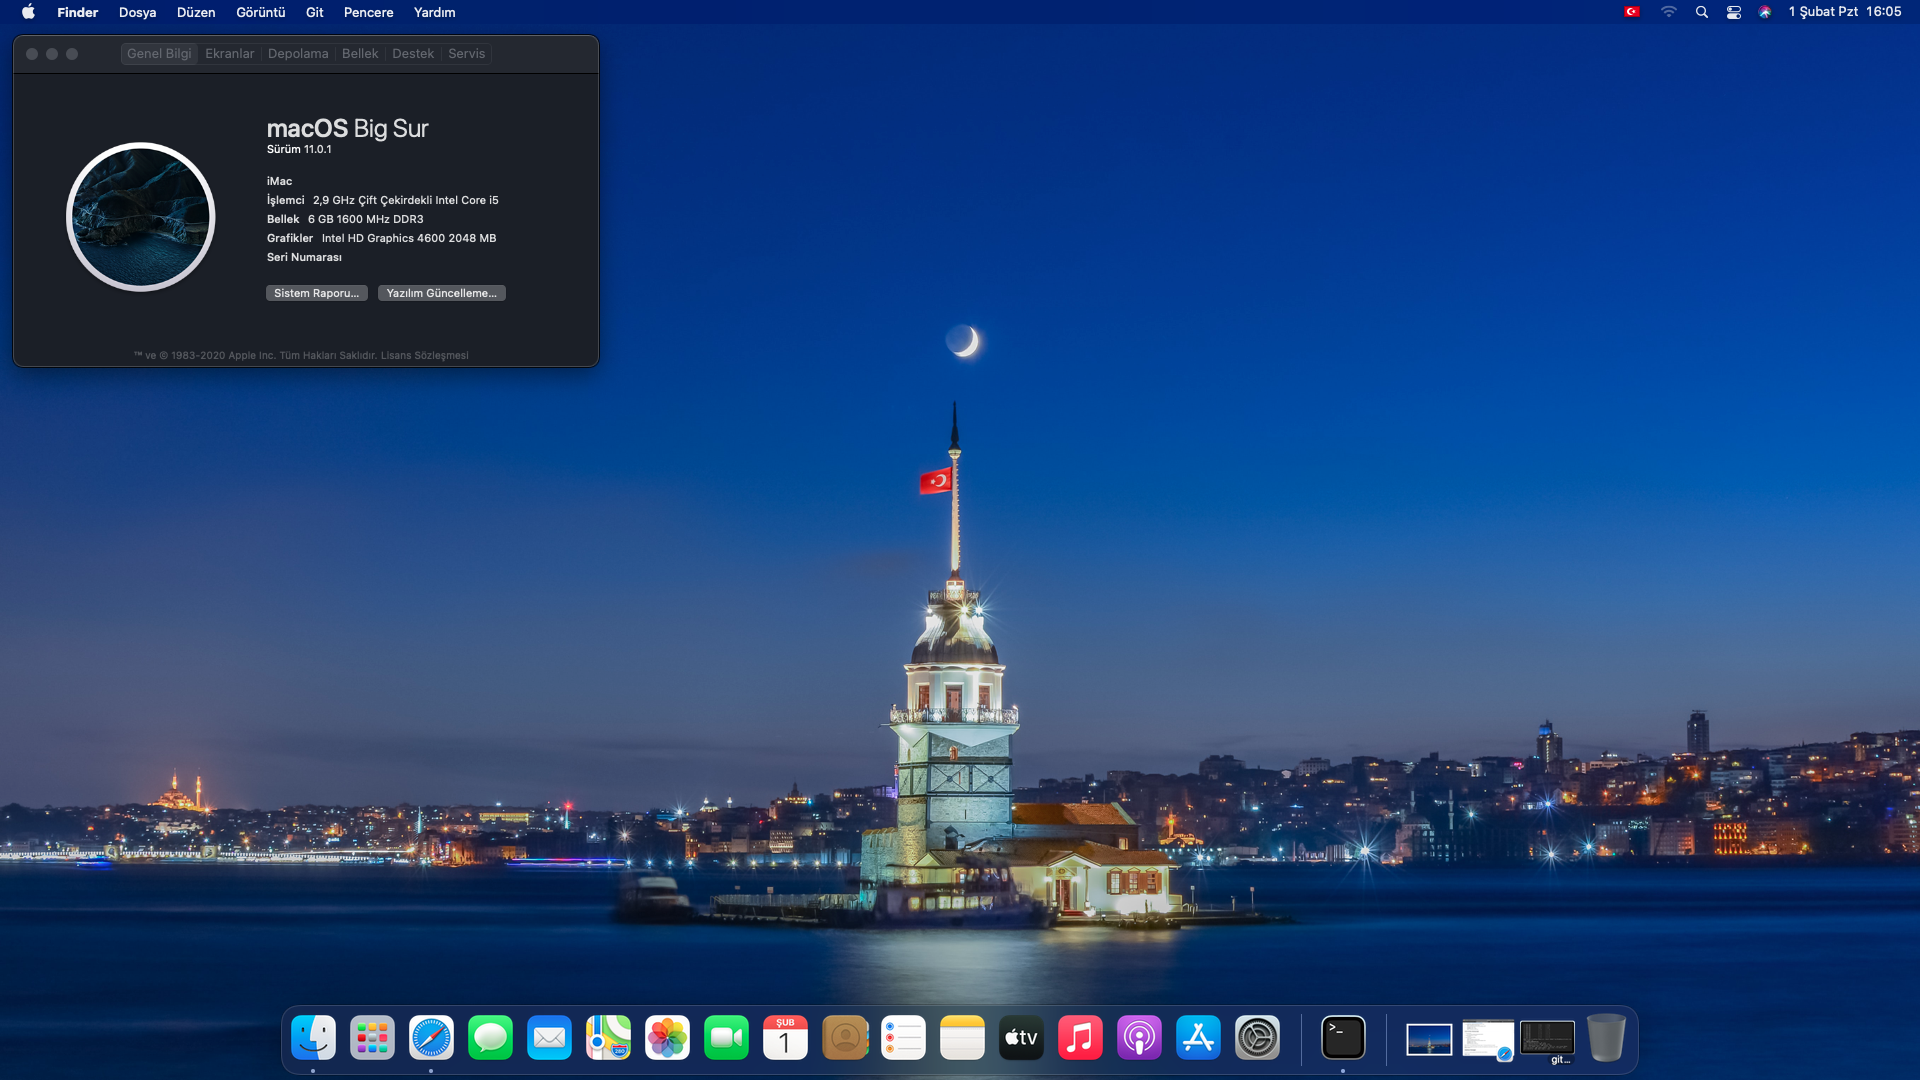 Finder Dosya Düzen Görüntü Git Pencere Yardım
1 Şubat Pzt 16:05
Genel Bilgi Ekranlar Depolama Bellek Destek Servis
macOS Big Sur
Sürüm 11.0.1
iMac
İşlemci 2,9 GHz Çift Çekirdekli Intel Core i5
Bellek 6 GB 1600 MHz DDR3
Grafikler Intel HD Graphics 4600 2048 MB
Seri Numarası
Sistem Raporu... Yazılım Güncelleme...
™ ve © 1983-2020 Apple Inc. Tüm Hakları Saklıdır. Lisans Sözleşmesi
ŞUB
1
tv
>_
git...